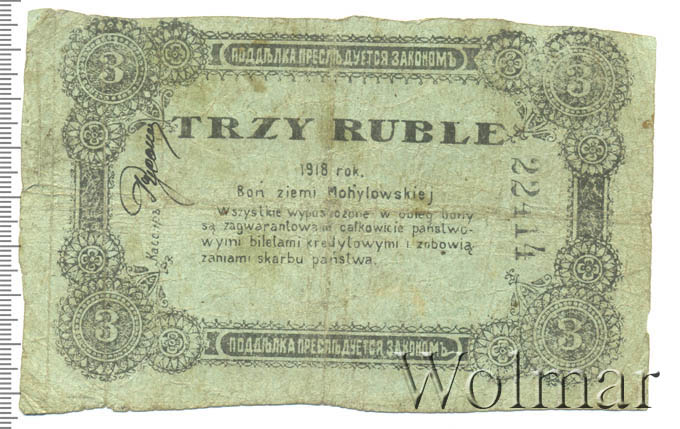 3 ПОДДѢЛКА ПРЕСЛѢДУЕТСЯ ЗАКОНОМЪ 3
TRZY RUBLE
1918 rok.
Bon ziemi Mohylowskiej
Wszystkie wypuszczone w obieg bony
są zagwarantowane całkowicie państwo-
wymi biletami kredytowymi i zobowią
zaniami skarbu państwa.
Кассиръ
22414
3 ПОДДѢЛКА ПРЕСЛѢДУЕТСЯ ЗАКОНОМЪ 3
Wolmar